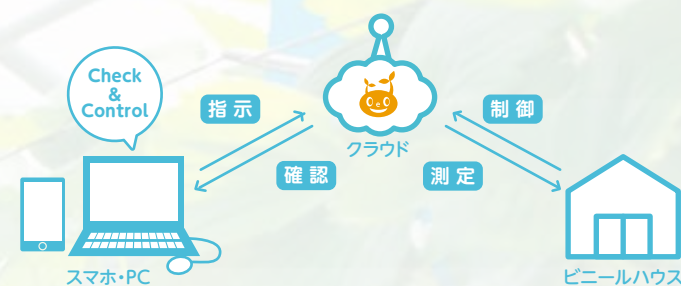 Check
&
Control
指示
制御
クラウド
確認
測定
スマホ・PC
ビニールハウス